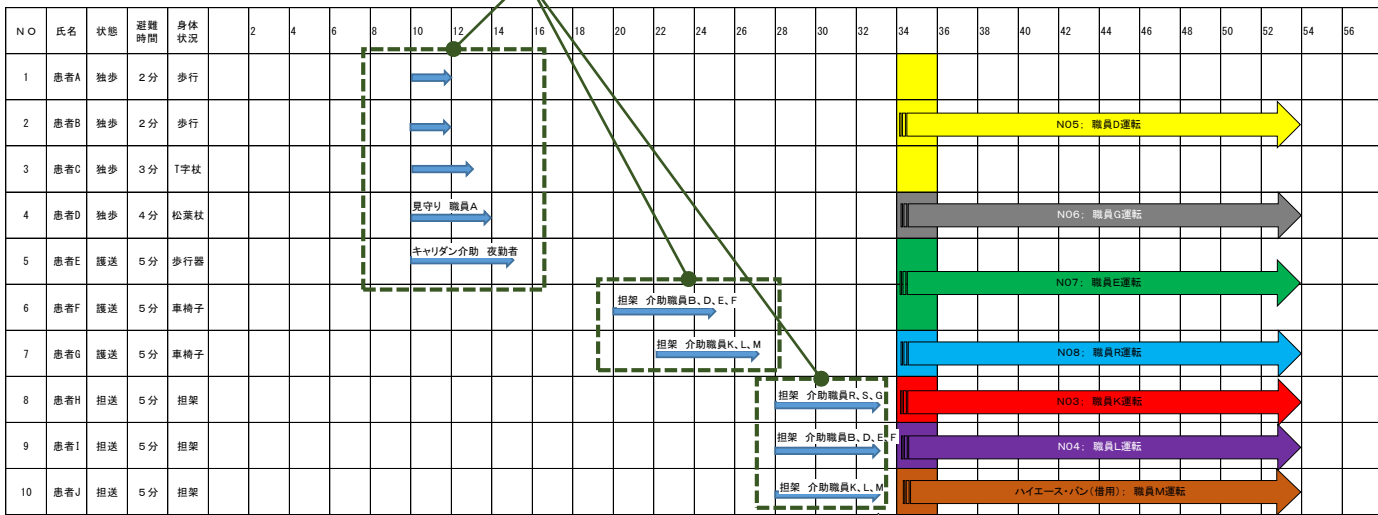 NO 氏名 状態 避難時間 身体状況 2 4 6 8 10 12 14 16 18 20 22 24 26 28 30 32 34 36 38 40 42 44 46 48 50 52 54 56
1 患者A 独歩 2分 歩行
2 患者B 独歩 2分 歩行 NO5; 職員D運転
3 患者C 独歩 3分 T字杖
4 患者D 独歩 4分 松葉杖 見守り 職員A NO6; 職員G運転
5 患者E 護送 5分 歩行器 キャリダン介助 夜勤者
NO7; 職員E運転
6 患者F 護送 5分 車椅子 担架 介助職員B、D、E、F
7 患者G 護送 5分 車椅子 担架 介助職員K、L、M NO8; 職員R運転
8 患者H 担送 5分 担架 担架 介助職員R、S、G NO3; 職員K運転
9 患者I 担送 5分 担架 担架 介助職員B、D、E、F NO4; 職員L運転
10 患者J 担送 5分 担架 担架 介助職員K、L、M ハイエース・バン(借用); 職員M運転